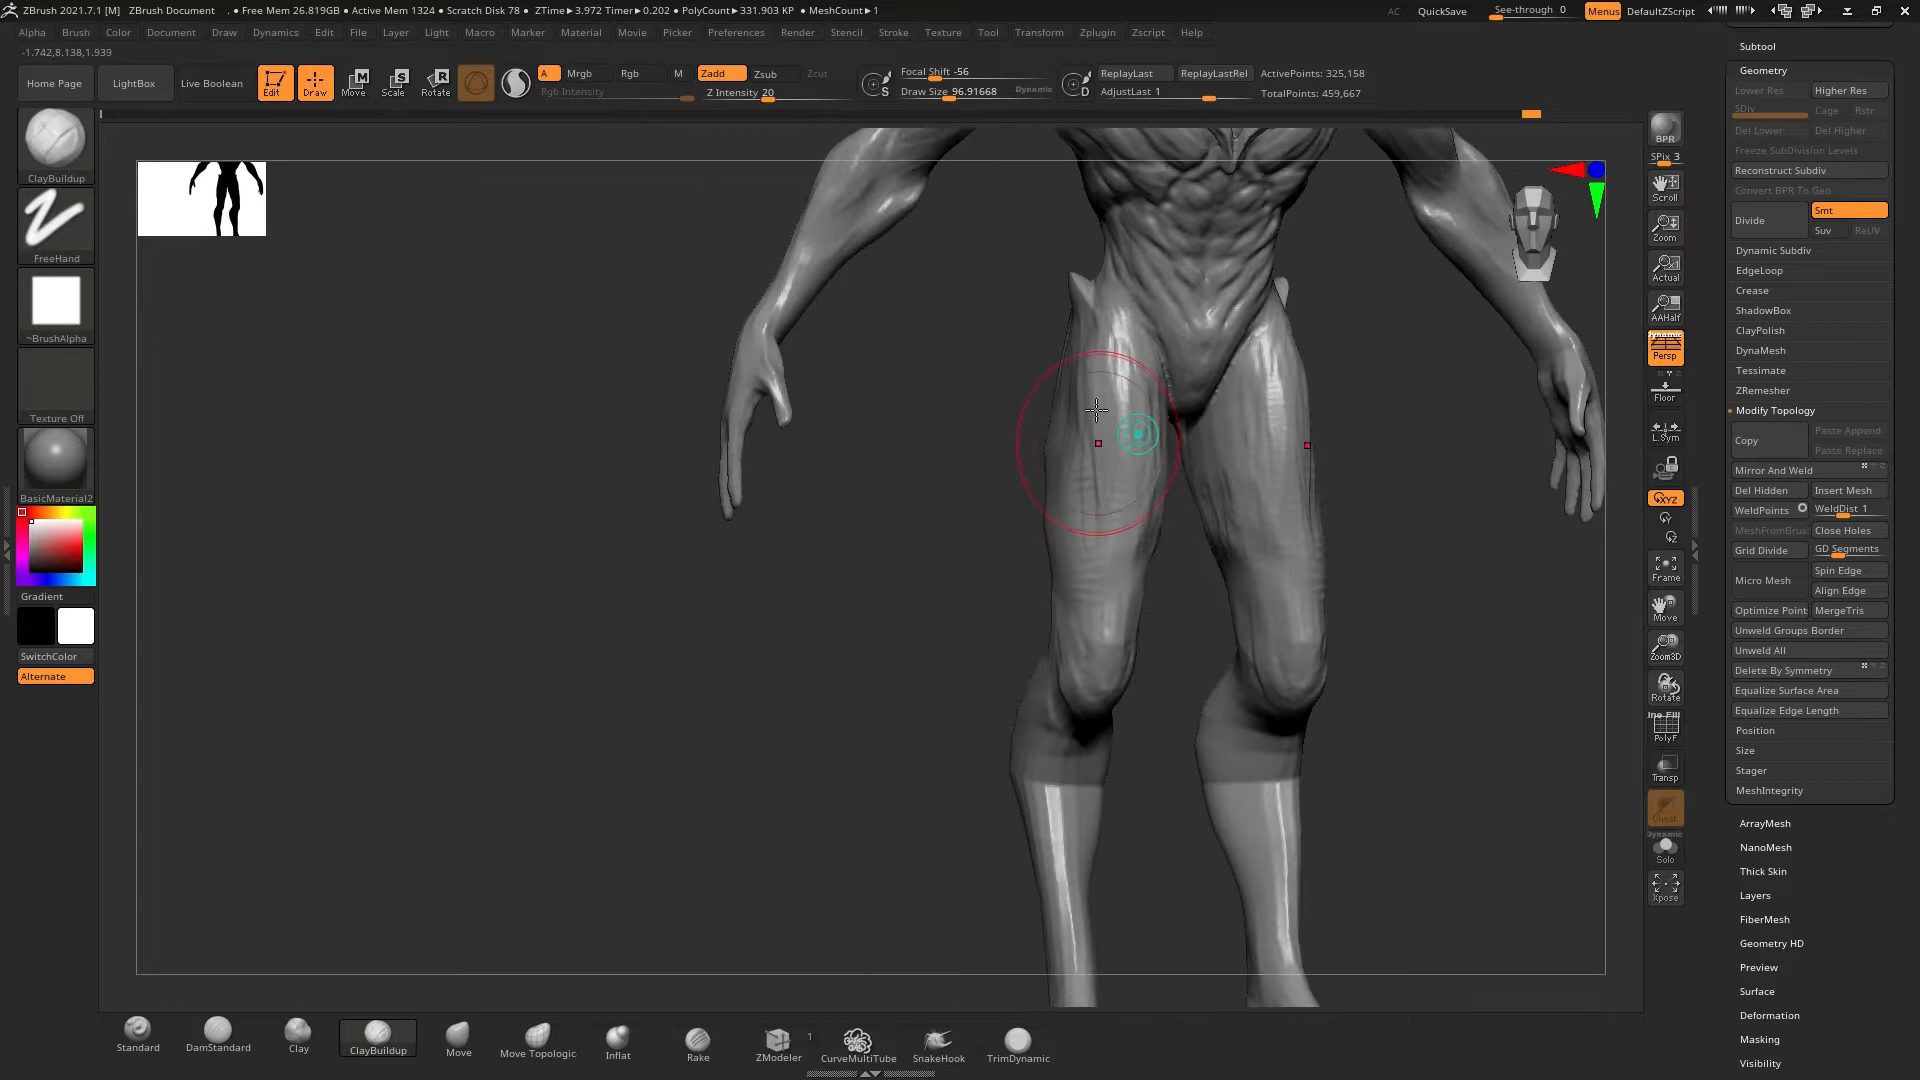 ZBrush 2021.7.1 [M] ZBrush Document . • Free Mem 26.819GB • Active Mem 1324 • Scratch Disk 78 • ZTime▸3.972 Timer▸0.202 • PolyCount▸331.903 KP • MeshCount▸1 AC QuickSave See-through 0 Menus DefaultZScript
Alpha Brush Color Document Draw Dynamics Edit File Layer Light Macro Marker Material Movie Picker Preferences Render Stencil Stroke Texture Tool Transform Zplugin Zscript Help
-1.742,8.138,1.939
Home Page LightBox Live Boolean Edit Draw Move Scale Rotate A Mrgb Rgb M Zadd Zsub Zcut Focal Shift -56 ReplayLast ReplayLastRel ActivePoints: 325,158
Rgb Intensity Z Intensity 20 Draw Size 96.91668 Dynamic AdjustLast 1 TotalPoints: 459,667
M S R S D
ClayBuildup
FreeHand
~BrushAlpha
Texture Off
BasicMaterial2
Gradient
SwitchColor
Alternate
BPR
SPix 3
Scroll
Zoom
Actual
AAHalf
Dynamic
Persp
Floor
L.Sym
XYZ
Y
Z
Frame
Move
Zoom3D
Rotate
Line Fill
PolyF
Transp
Ghost
Dynamic
Solo
Xpose
Subtool
Geometry
Lower Res Higher Res
SDiv Cage Rstr
Del Lower Del Higher
Freeze SubDivision Levels
Reconstruct Subdiv
Convert BPR To Geo
Divide Smt
Suv ReUV
Dynamic Subdiv
EdgeLoop
Crease
ShadowBox
ClayPolish
DynaMesh
Tessimate
ZRemesher
Modify Topology
Copy Paste Append
Paste Replace
Mirror And Weld
Del Hidden Insert Mesh
WeldPoints WeldDist 1
MeshFromBrus Close Holes
Grid Divide GD Segments
Micro Mesh Spin Edge
Align Edge
Optimize Point MergeTris
Unweld Groups Border
Unweld All
Delete By Symmetry
Equalize Surface Area
Equalize Edge Length
Position
Size
Stager
MeshIntegrity
ArrayMesh
NanoMesh
Thick Skin
Layers
FiberMesh
Geometry HD
Preview
Surface
Deformation
Masking
Visibility
Standard DamStandard Clay ClayBuildup Move Move Topologic Inflat Rake ZModeler 1 CurveMultiTube SnakeHook TrimDynamic